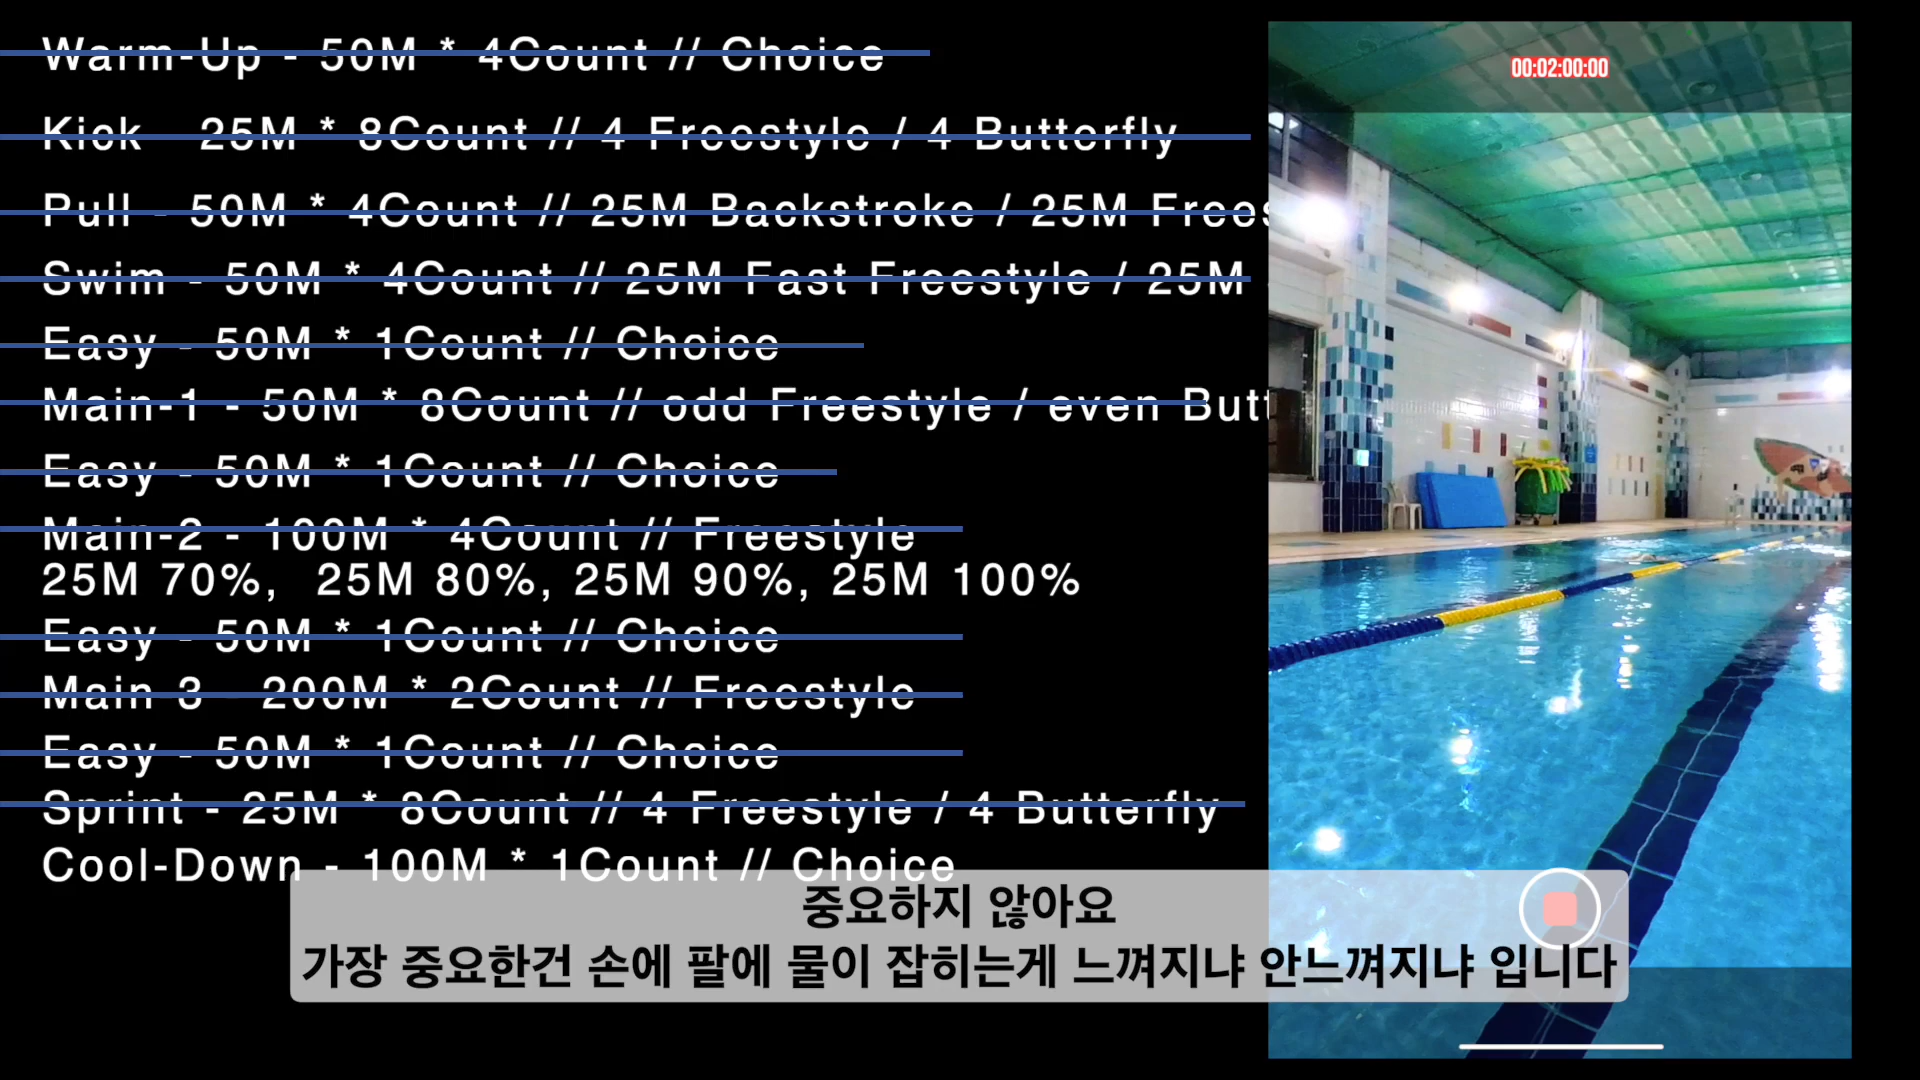 Warm-Up - 50M * 4Count // Choice
Kick - 25M * 8Count // 4 Freestyle / 4 Butterfly
Pull - 50M * 4Count // 25M Backstroke / 25M Frees
Swim - 50M * 4Count // 25M Fast Freestyle / 25M
Easy - 50M * 1Count // Choice
Main-1 - 50M * 8Count // odd Freestyle / even Butt
Easy - 50M * 1Count // Choice
Main-2 - 100M * 4Count // Freestyle
25M 70%, 25M 80%, 25M 90%, 25M 100%
Easy - 50M * 1Count // Choice
Main-3 - 200M * 2Count // Freestyle
Easy - 50M * 1Count // Choice
Sprint - 25M * 8Count // 4 Freestyle / 4 Butterfly
Cool-Down - 100M * 1Count // Choice
00:02:00:00
중요하지 않아요
가장 중요한건 손에 팔에 물이 잡히는게 느껴지냐 안느껴지냐 입니다